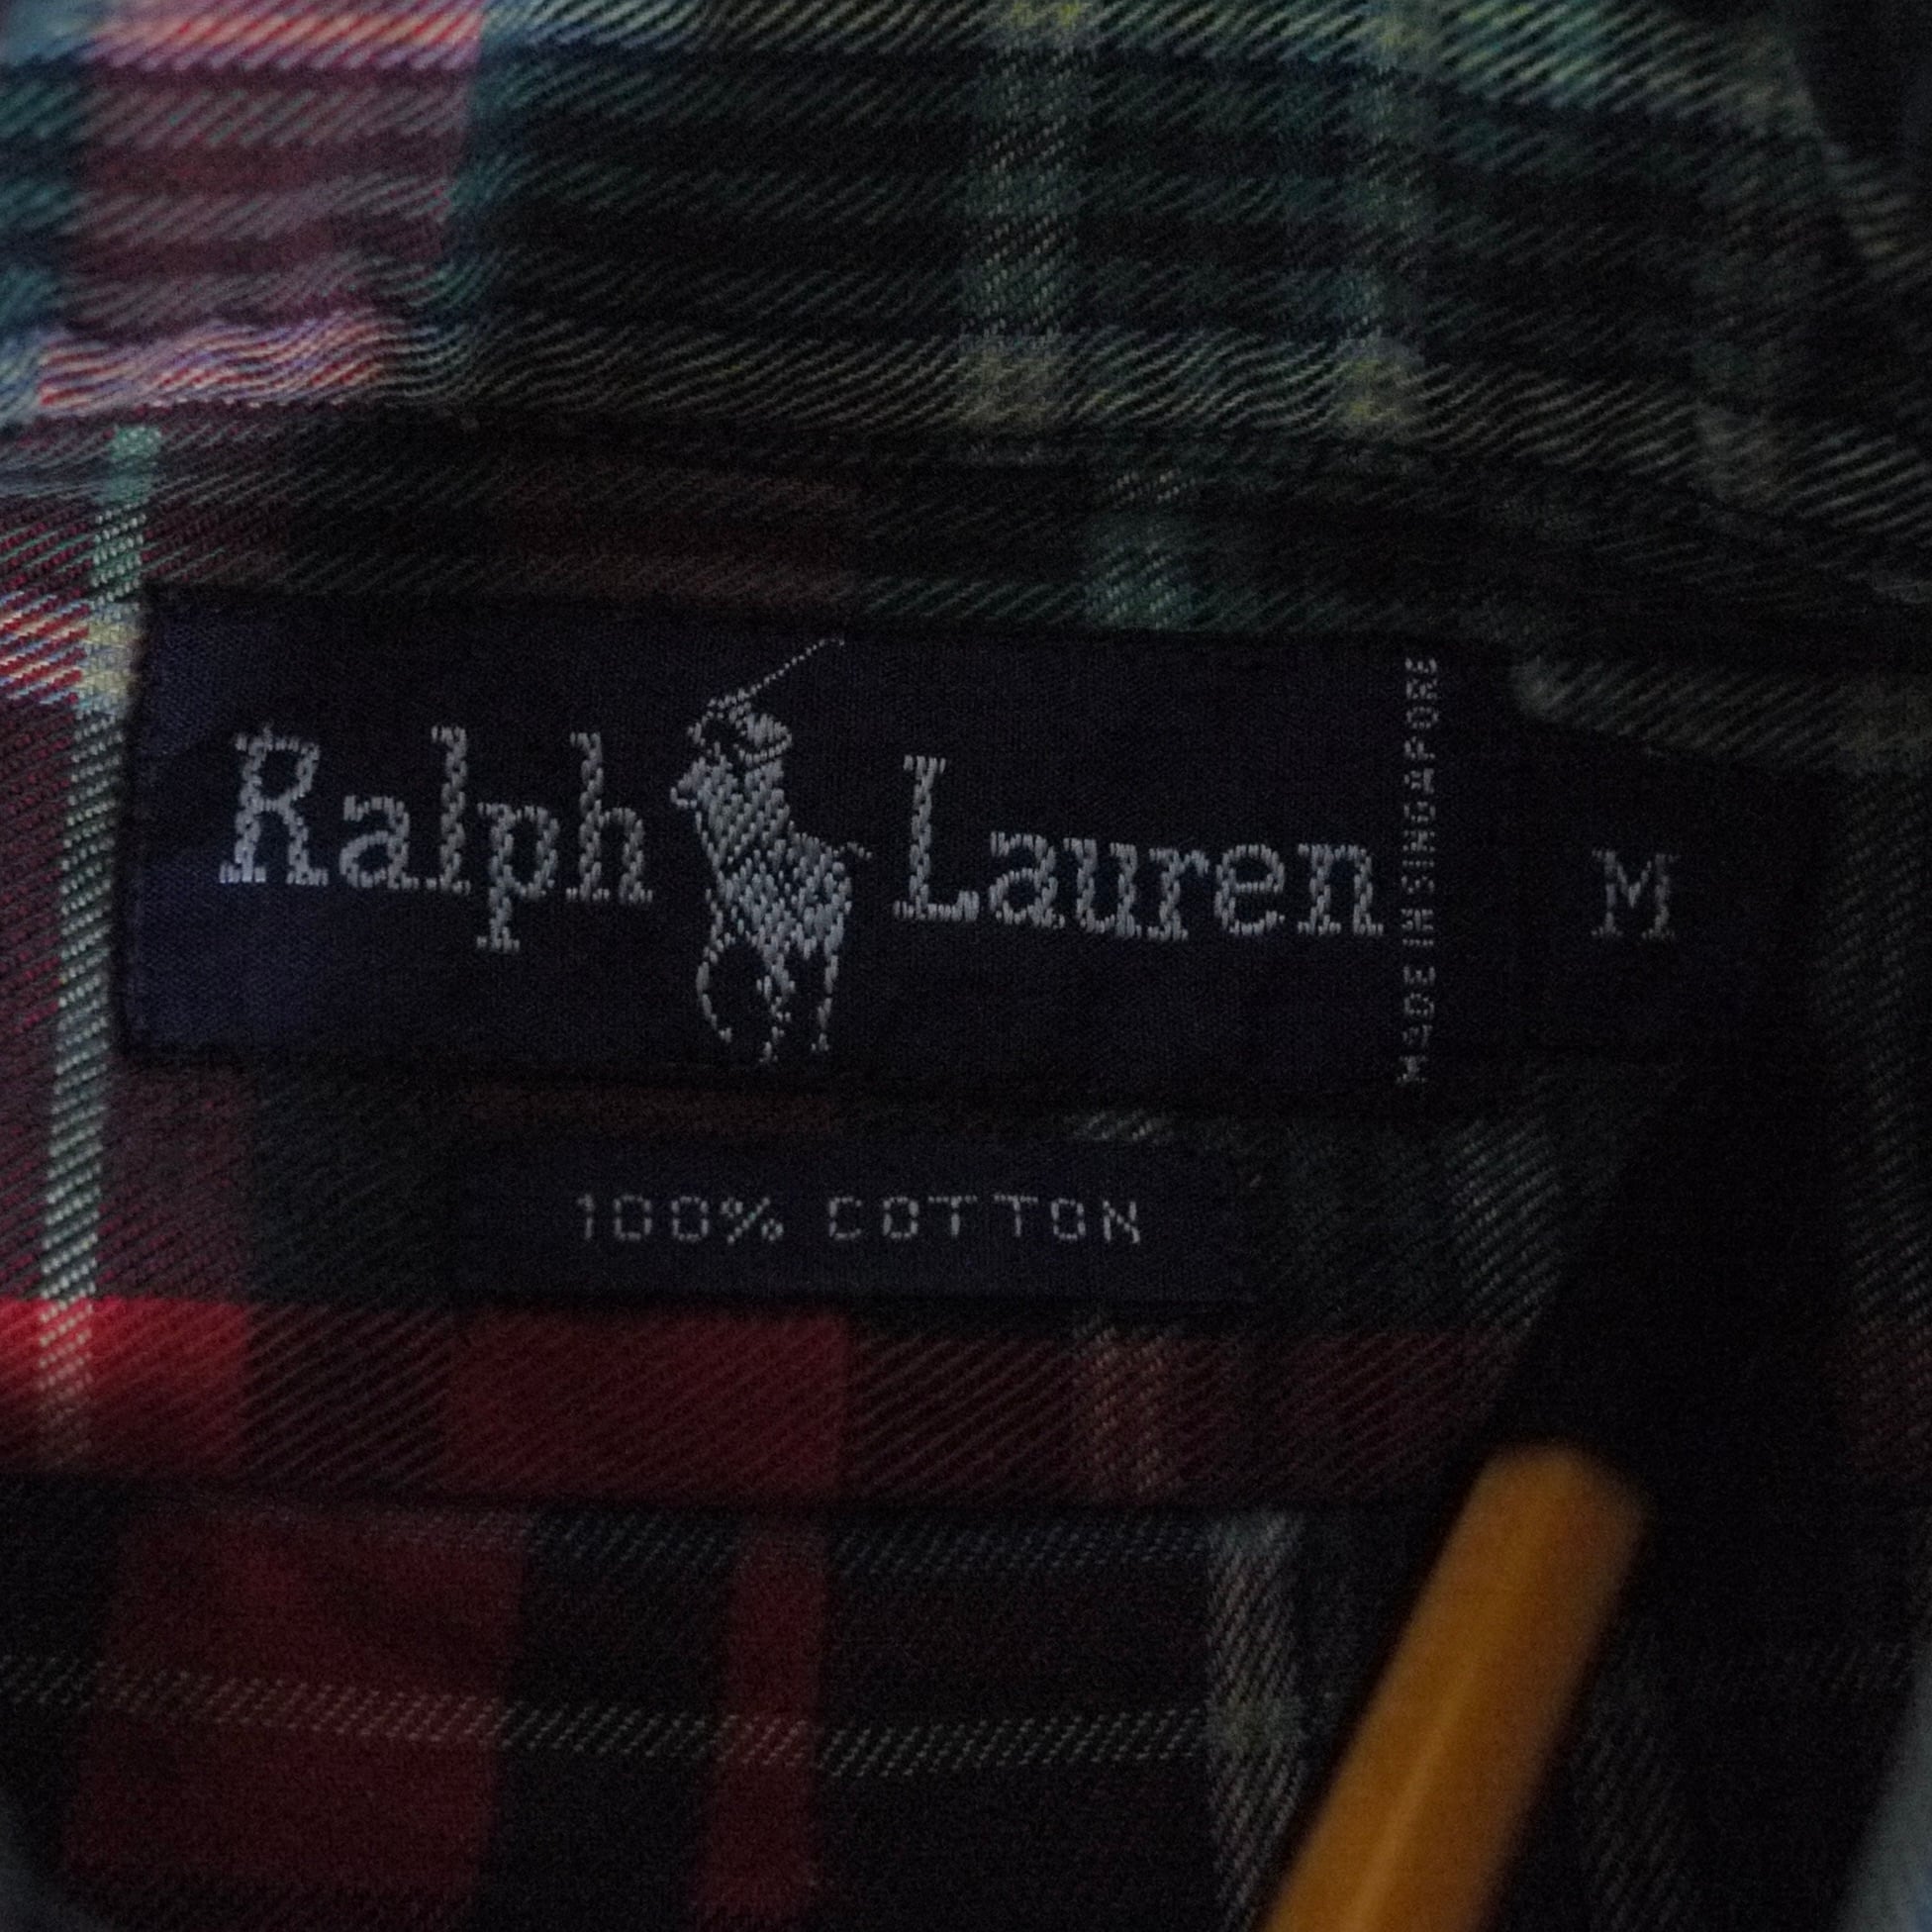 Ralph Lauren
MADE IN SINGAPORE
M
100% COTTON